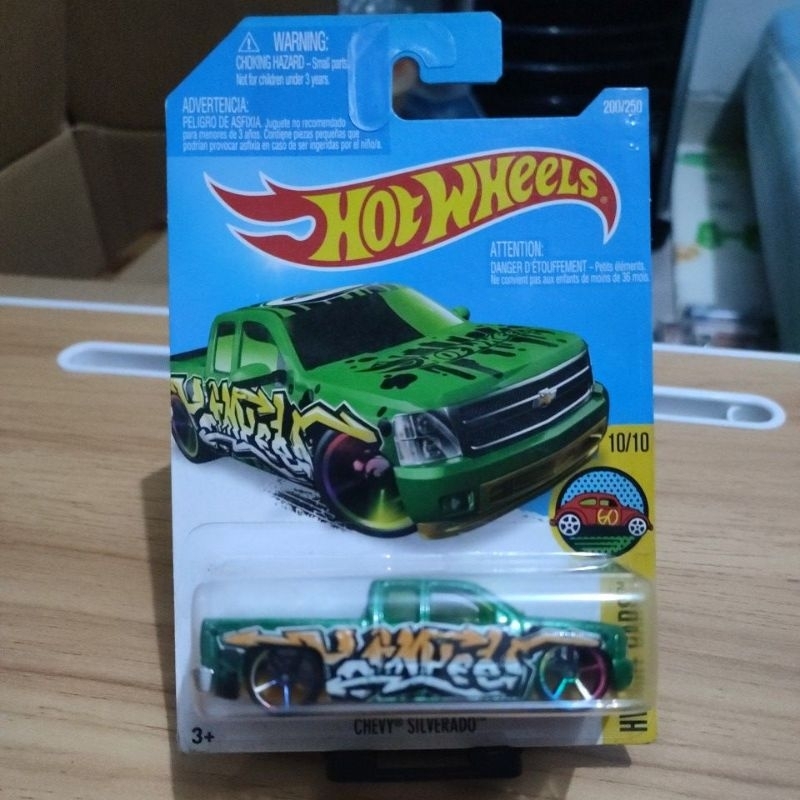 WARNING:
CHOKING HAZARD – Small parts.
Not for children under 3 years.
200/250
ADVERTENCIA:
PELIGRO DE ASFIXIA. Juguete no recomendado
para menores de 3 años. Contiene piezas pequeñas que
podrían provocar asfixia en caso de ser ingeridas por el niño/a.
HOT WHEELS
ATTENTION:
DANGER D'ÉTOUFFEMENT – Petits éléments.
Ne convient pas aux enfants de moins de 36 mois.
10/10
60
CHEVY® SILVERADO™
3+